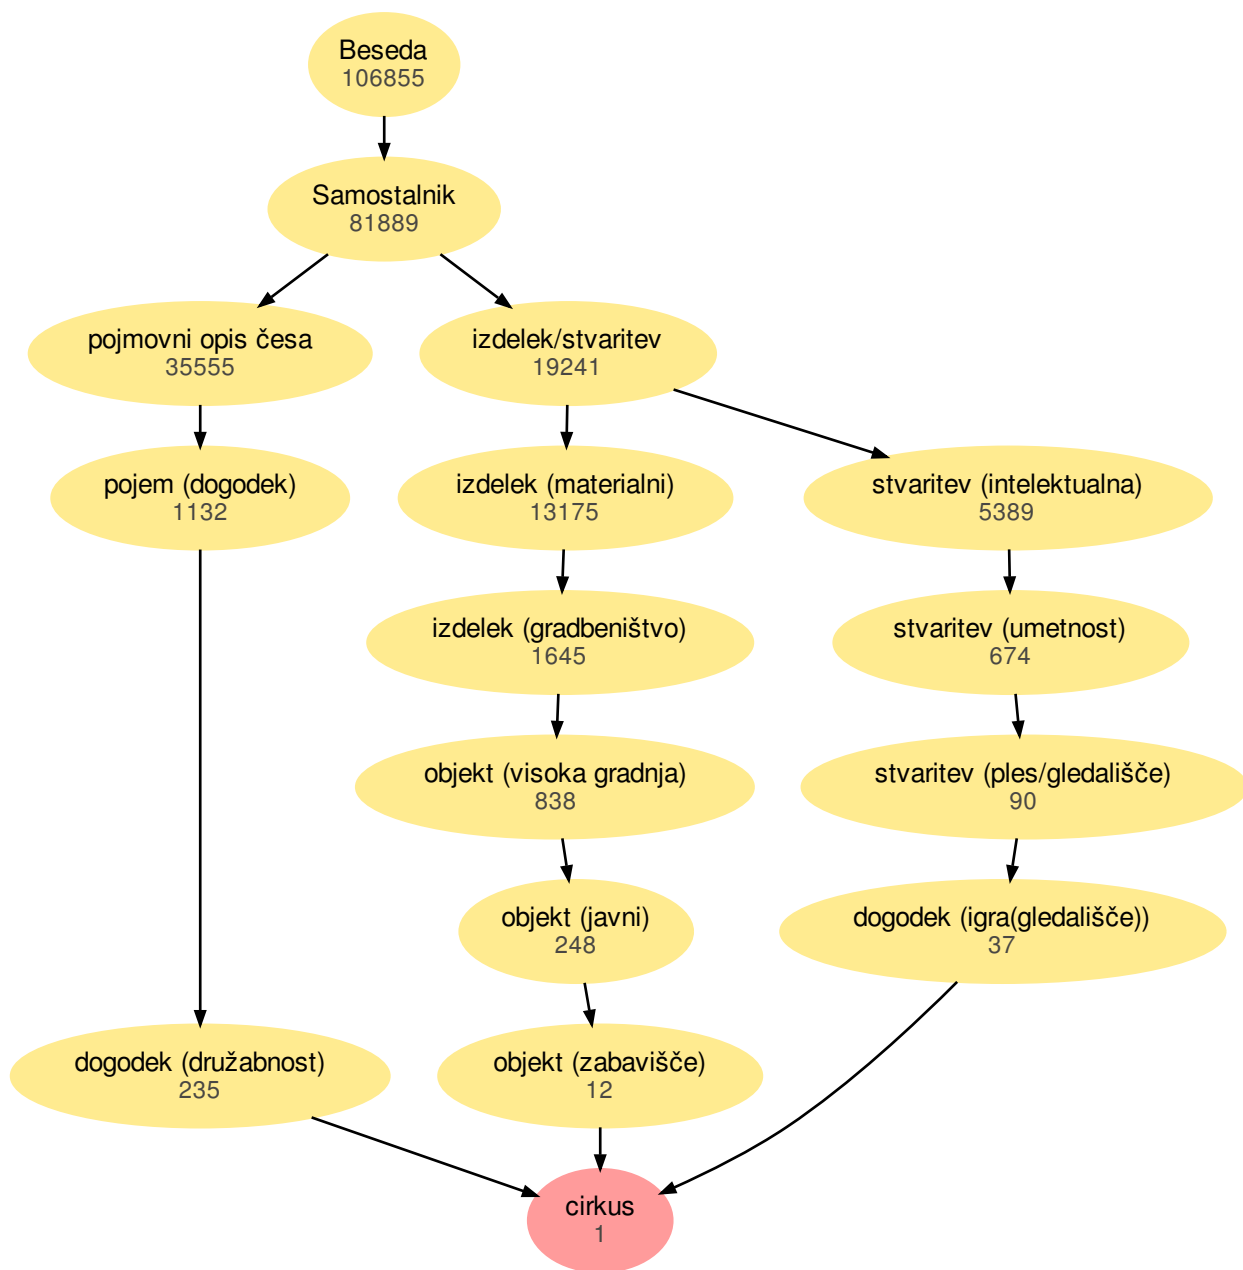 Beseda
106855
Samostalnik
81889
pojmovni opis česa
35555
izdelek/stvaritev
19241
pojem (dogodek)
1132
izdelek (materialni)
13175
stvaritev (intelektualna)
5389
izdelek (gradbeništvo)
1645
stvaritev (umetnost)
674
objekt (visoka gradnja)
838
stvaritev (ples/gledališče)
90
objekt (javni)
248
dogodek (igra(gledališče))
37
dogodek (družabnost)
235
objekt (zabavišče)
12
cirkus
1